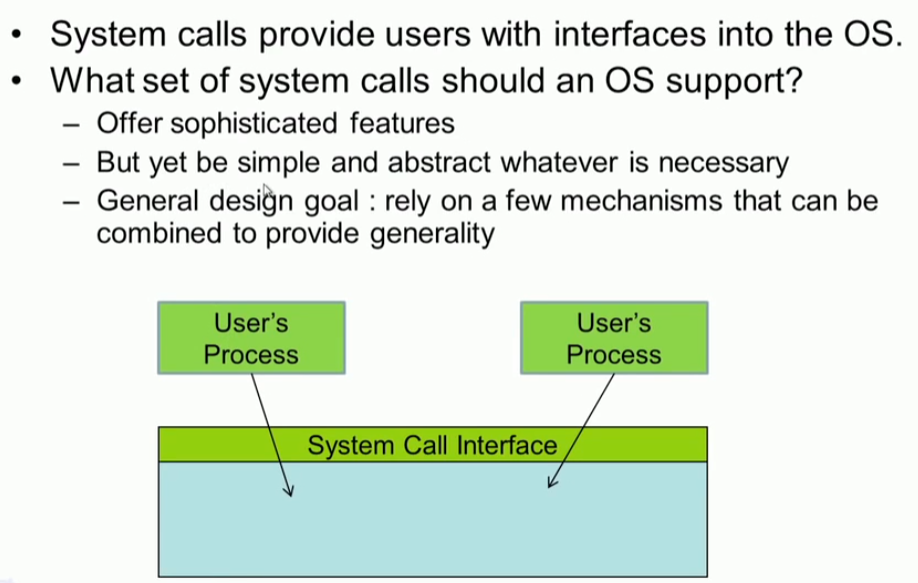 • System calls provide users with interfaces into the OS.
• What set of system calls should an OS support?
– Offer sophisticated features
– But yet be simple and abstract whatever is necessary
– General design goal : rely on a few mechanisms that can be
combined to provide generality
User's
Process
User's
Process
System Call Interface